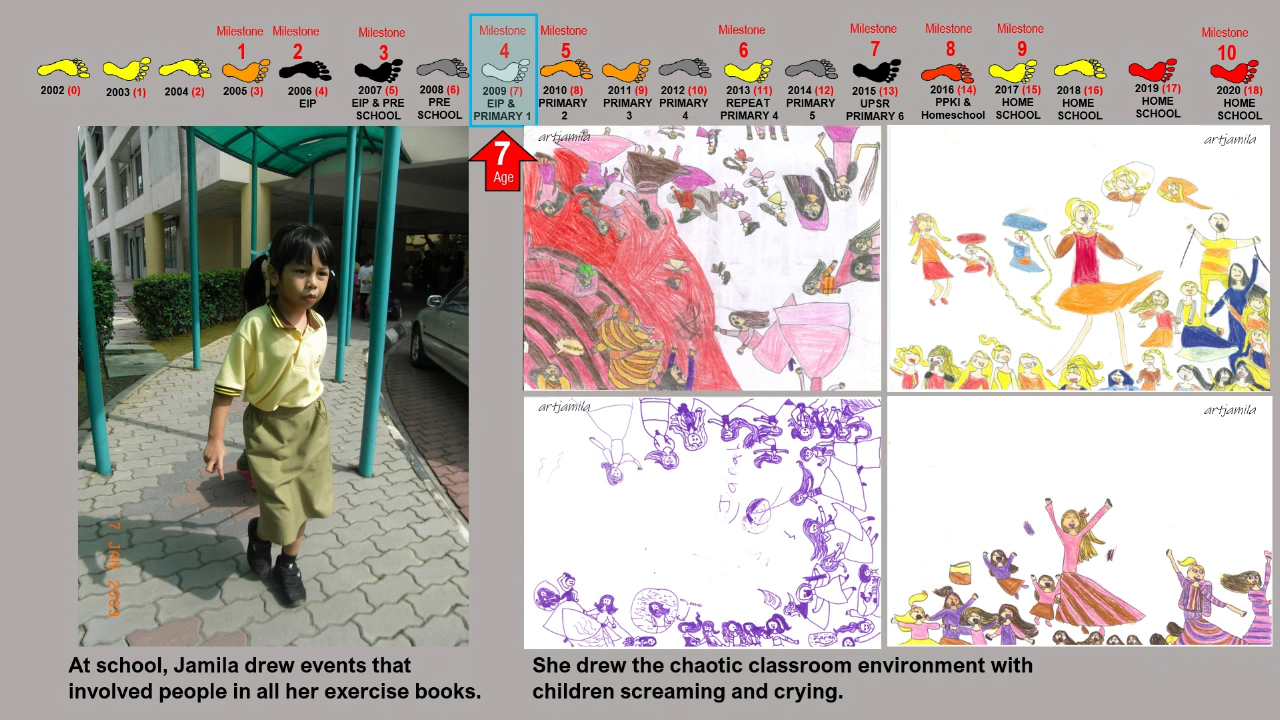 Milestone 1
Milestone 2
Milestone 3
Milestone 4
Milestone 5
Milestone 6
Milestone 7
Milestone 8
Milestone 9
Milestone 10
2002 (0)
2003 (1)
2004 (2)
2005 (3)
2006 (4) EIP
2007 (5) EIP & PRE SCHOOL
2008 (6) PRE SCHOOL
2009 (7) EIP & PRIMARY 1
2010 (8) PRIMARY 2
2011 (9) PRIMARY 3
2012 (10) PRIMARY 4
2013 (11) REPEAT PRIMARY 4
2014 (12) PRIMARY 5
2015 (13) UPSR PRIMARY 6
2016 (14) PPKI & Homeschool
2017 (15) HOME SCHOOL
2018 (16) HOME SCHOOL
2019 (17) HOME SCHOOL
2020 (18) HOME SCHOOL
7
Age
artjamila
artjamila
artjamila
artjamila
At school, Jamila drew events that
involved people in all her exercise books.
She drew the chaotic classroom environment with
children screaming and crying.